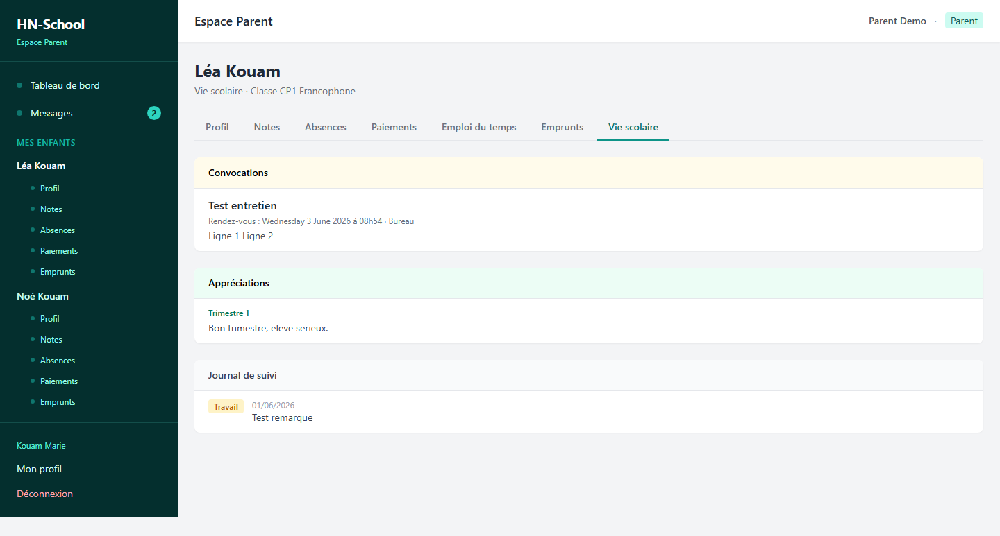 HN-School
Espace Parent
Tableau de bord
Messages 2
MES ENFANTS
Léa Kouam
Profil
Notes
Absences
Paiements
Emprunts
Noé Kouam
Profil
Notes
Absences
Paiements
Emprunts
Kouam Marie
Mon profil
Déconnexion
Espace Parent
Parent Demo · Parent
Léa Kouam
Vie scolaire · Classe CP1 Francophone
Profil Notes Absences Paiements Emploi du temps Emprunts Vie scolaire
Convocations
Test entretien
Rendez-vous : Wednesday 3 June 2026 à 08h54 · Bureau
Ligne 1 Ligne 2
Appréciations
Trimestre 1
Bon trimestre, eleve serieux.
Journal de suivi
Travail 01/06/2026
Test remarque